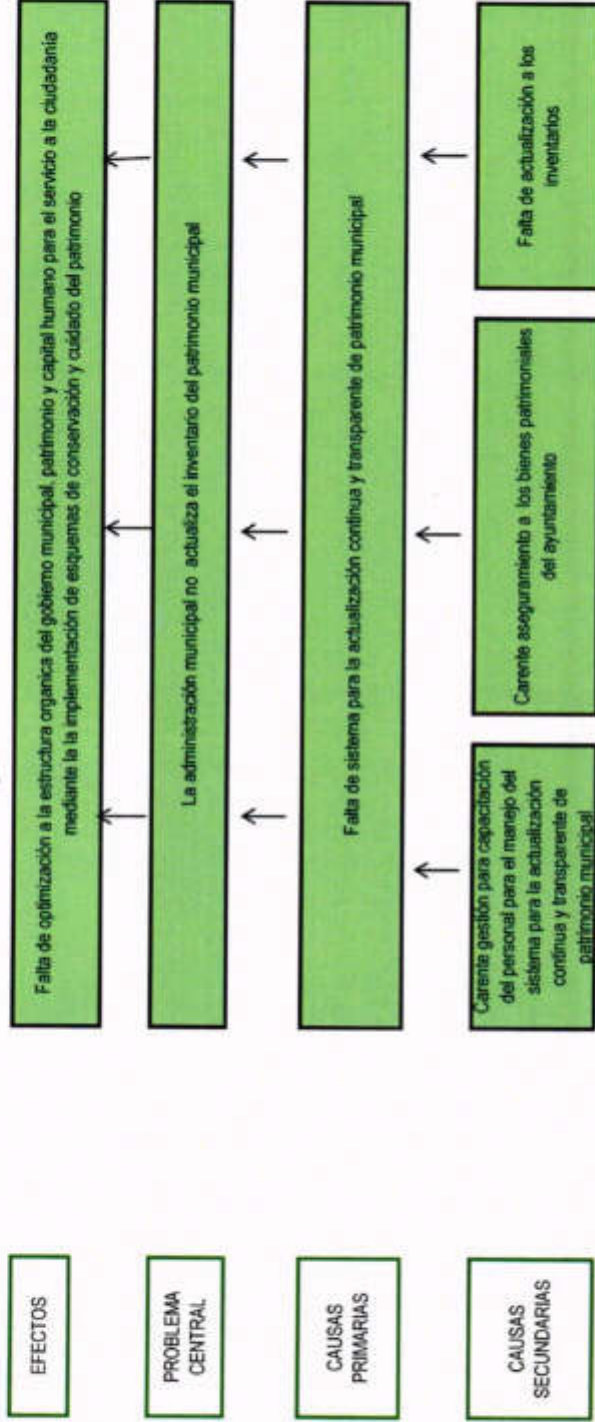 EFECTOS
Falta de optimización a la estructura organica del gobierno municipal, patrimonio y capital humano para el servicio a la ciudadanía
mediante la la implementación de esquemas de conservación y cuidado del patrimonio
PROBLEMA
CENTRAL
La administración municipal no actualiza el inventario del patrimonio municipal
CAUSAS
PRIMARIAS
Falta de sistema para la actualización continua y transparente de patrimonio municipal
CAUSAS
SECUNDARIAS
Carente gestión para capacitación
del personal para el manejo del
sistema para la actualización
continua y transparente de
patrimonio municipal
Carente aseguramiento a los bienes patrimoniales
del ayuntamiento
Falta de actualización a los
inventarios